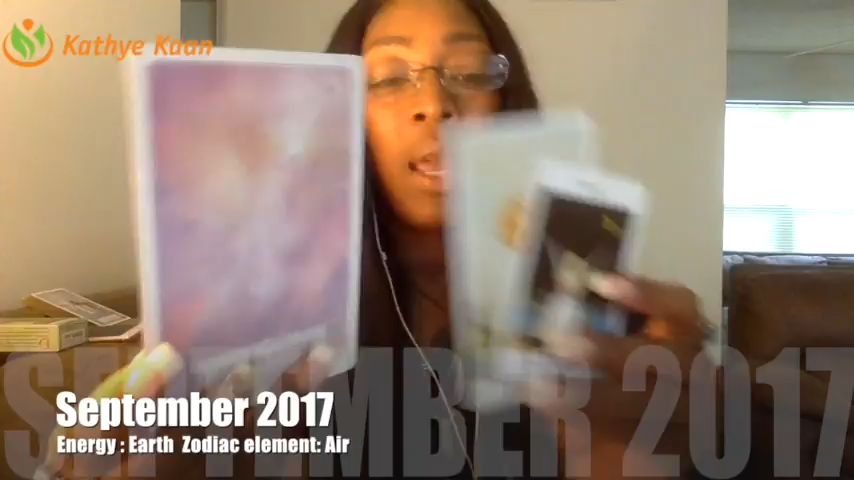 Kathye Kaan
SEPTEMBER 2017
September 2017
Energy : Earth Zodiac element: Air